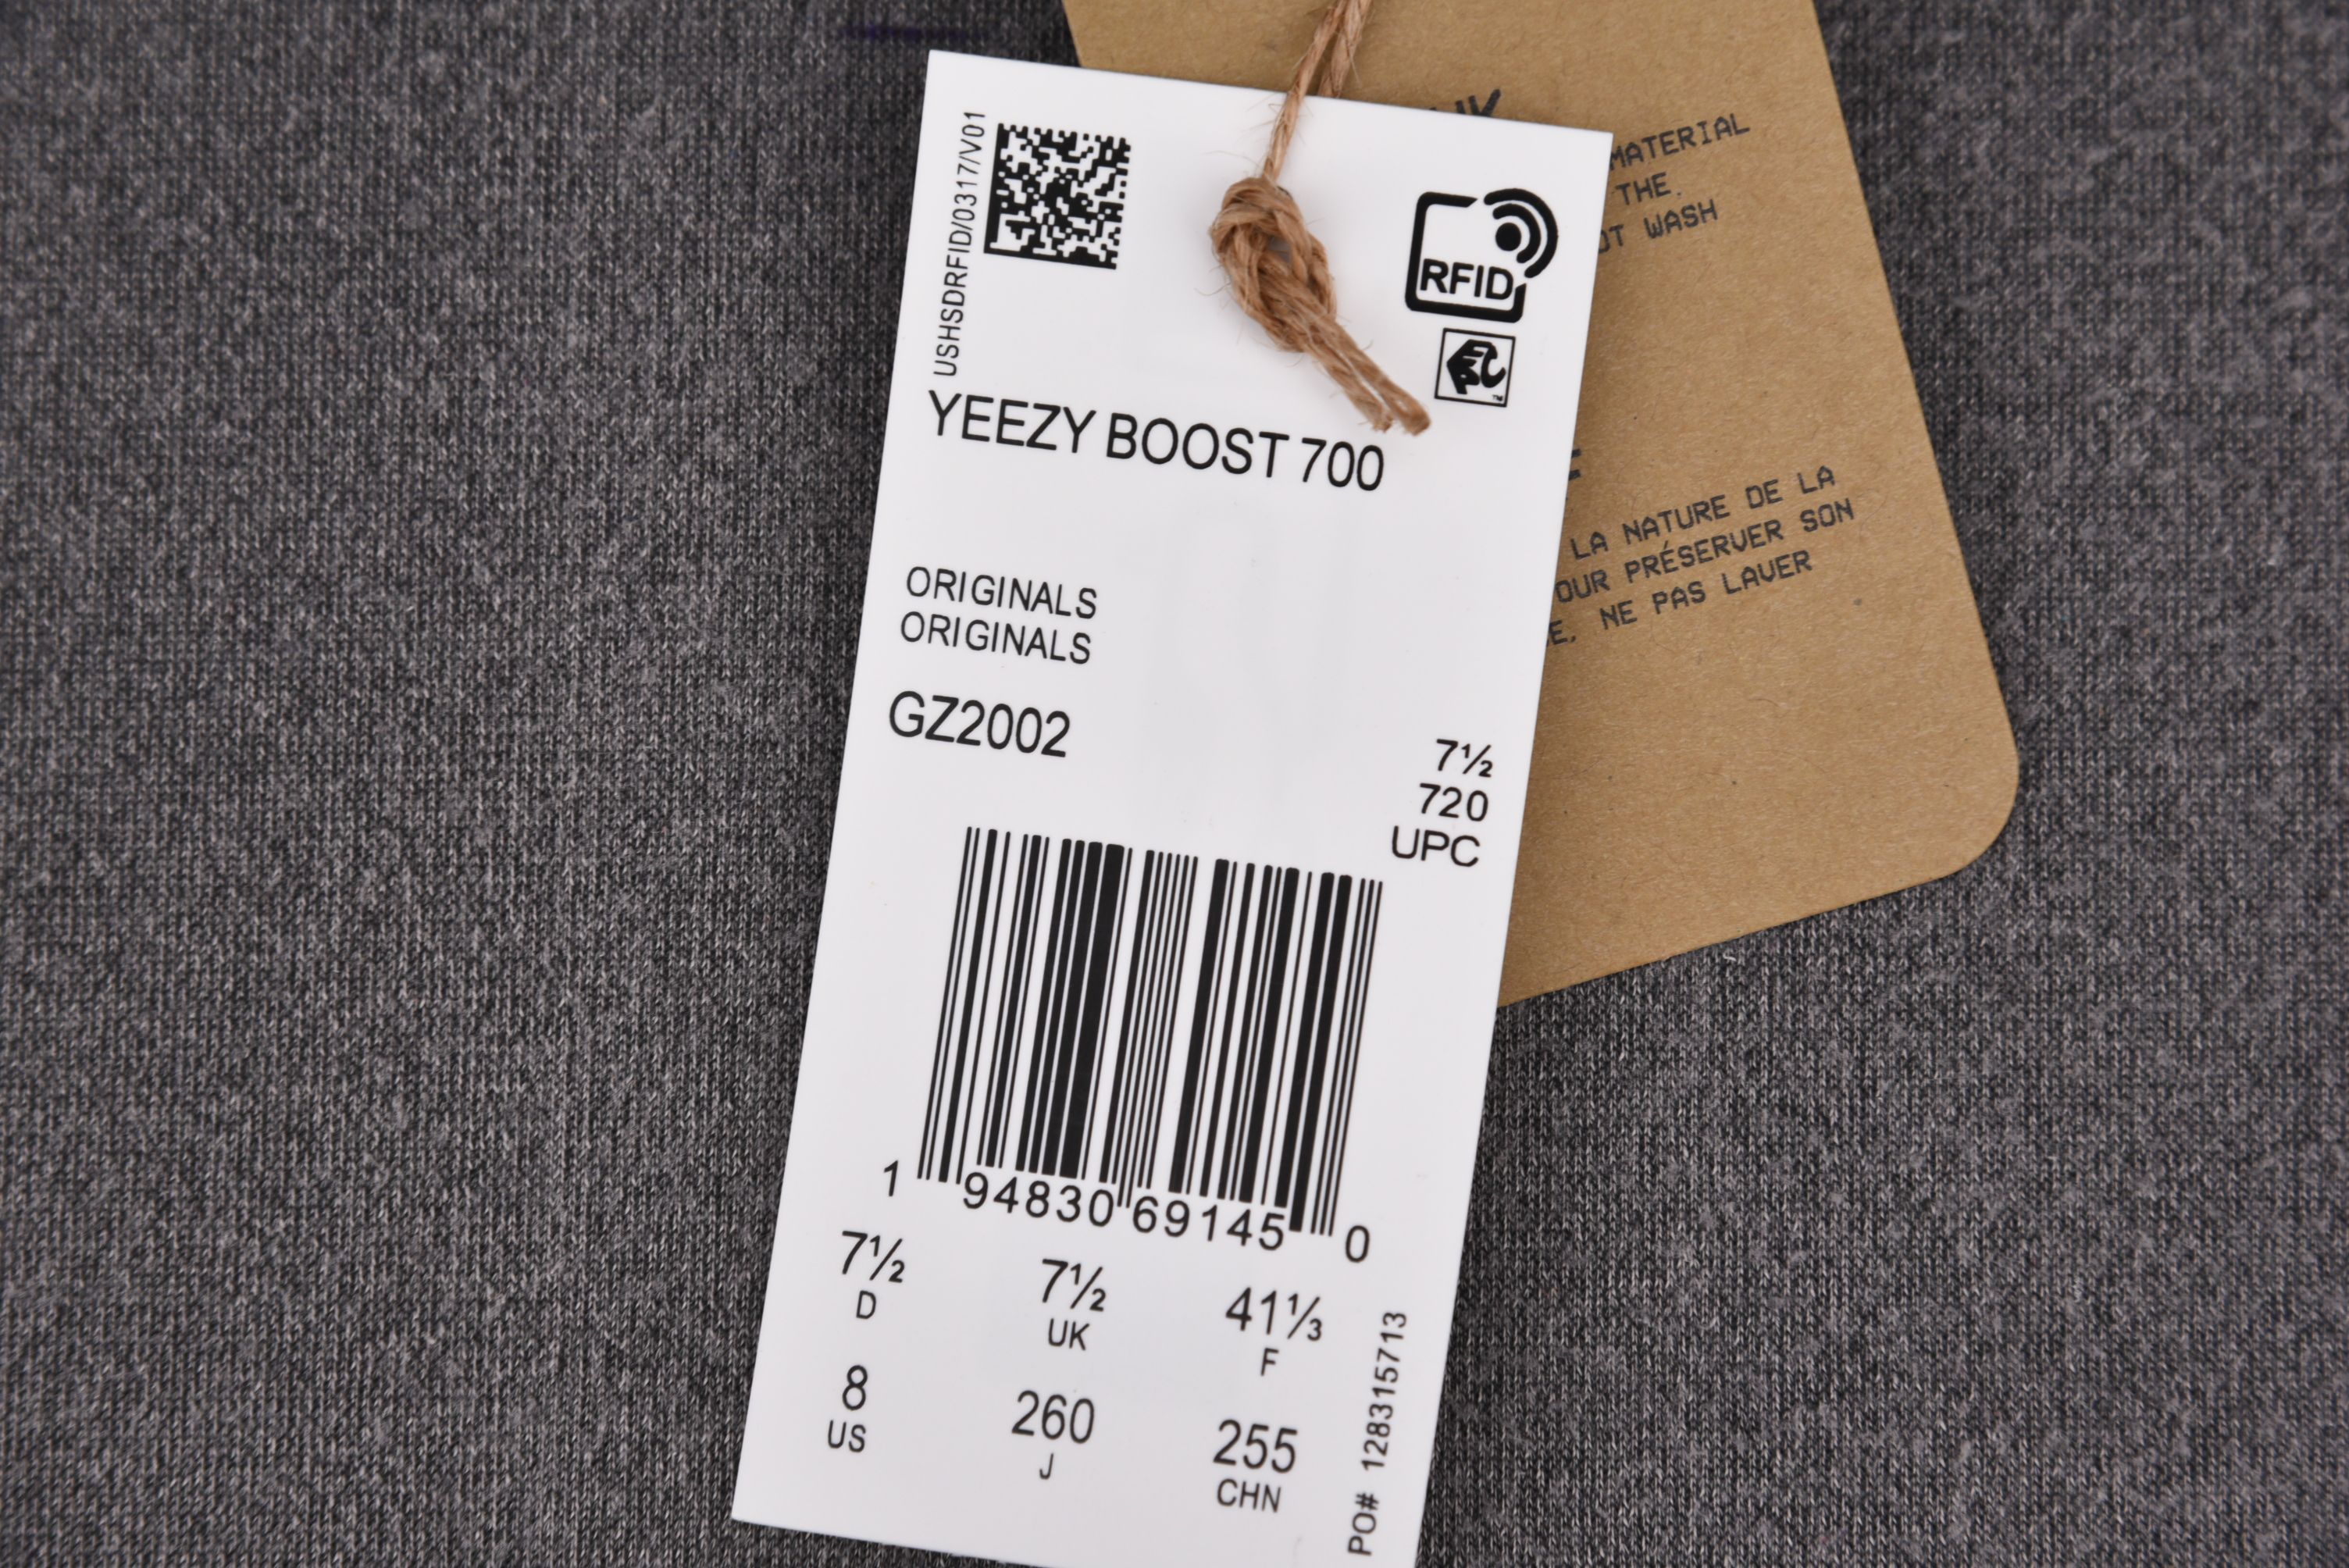 USHSDRFID/0317/V01
RFID
EPC
TM
YEEZY BOOST 700
ORIGINALS
ORIGINALS
GZ2002
7½
720
UPC
1 94830 69145 0
7½ 7½ 41⅓
D UK F
8 260 255
US J CHN
PO# 128315713
MATERIAL
THE.
WASH
LA NATURE DE LA
PRÉSERVER SON
NE PAS LAVER